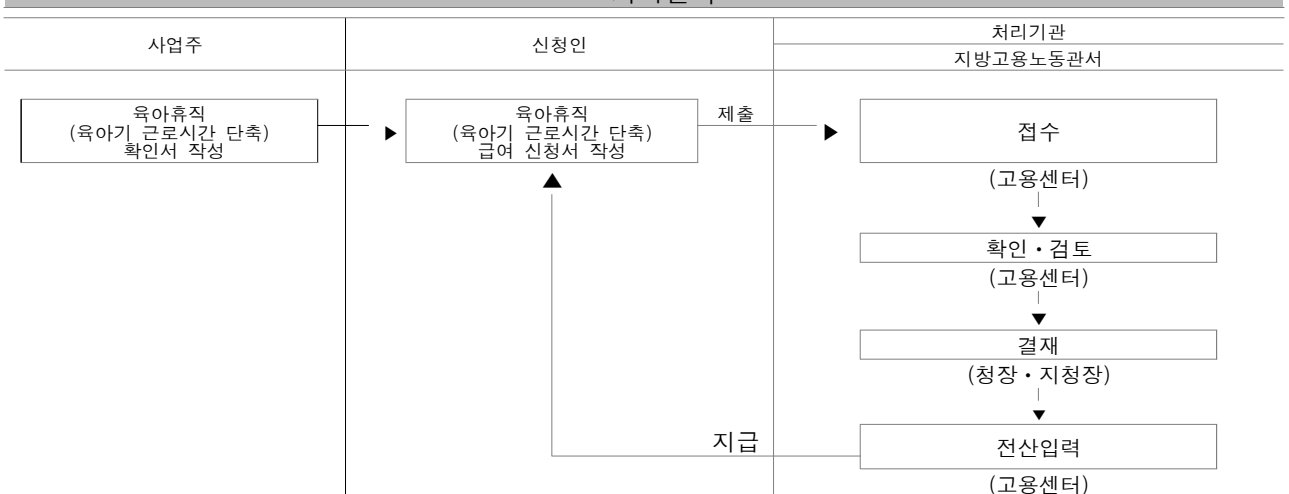 사업주
신청인
처리기관
지방고용노동관서
육아휴직
(육아기 근로시간 단축)
확인서 작성
육아휴직
(육아기 근로시간 단축)
급여 신청서 작성
제출
접수
(고용센터)
확인・검토
(고용센터)
결재
(청장・지청장)
지급
전산입력
(고용센터)